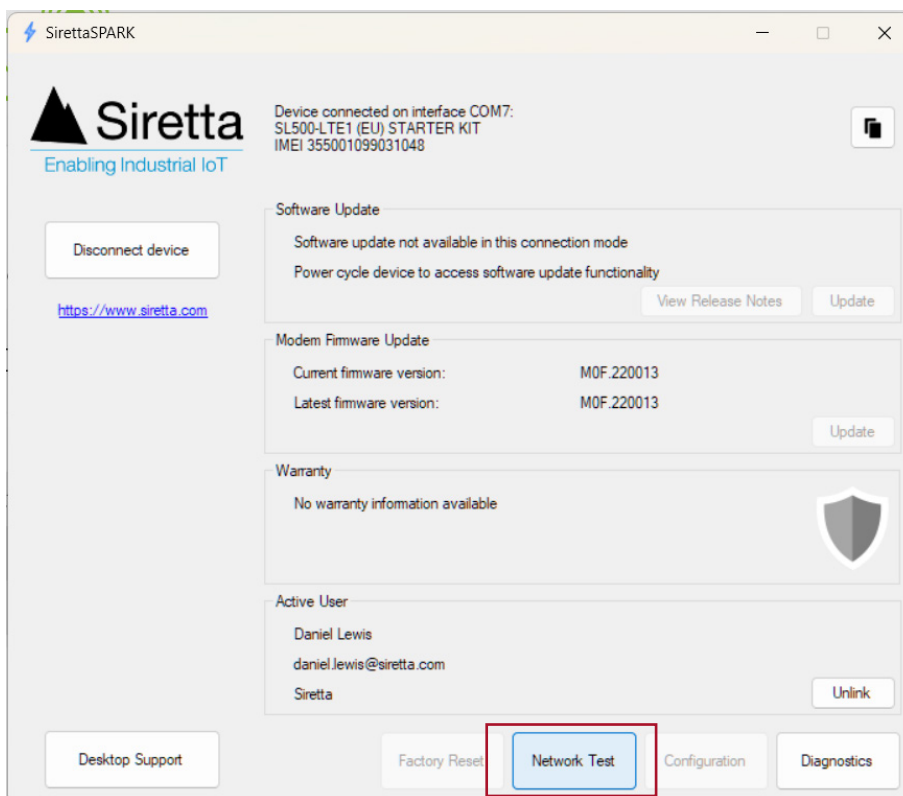 SirettaSPARK
Siretta
Enabling Industrial IoT
Device connected on interface COM7:
SL500-LTE1 (EU) STARTER KIT
IMEI 355001099031048
Disconnect device
https://www.siretta.com
Software Update
Software update not available in this connection mode
Power cycle device to access software update functionality
View Release Notes
Update
Modem Firmware Update
Current firmware version: M0F.220013
Latest firmware version: M0F.220013
Update
Warranty
No warranty information available
Active User
Daniel Lewis
daniel.lewis@siretta.com
Siretta
Unlink
Desktop Support
Factory Reset
Network Test
Configuration
Diagnostics